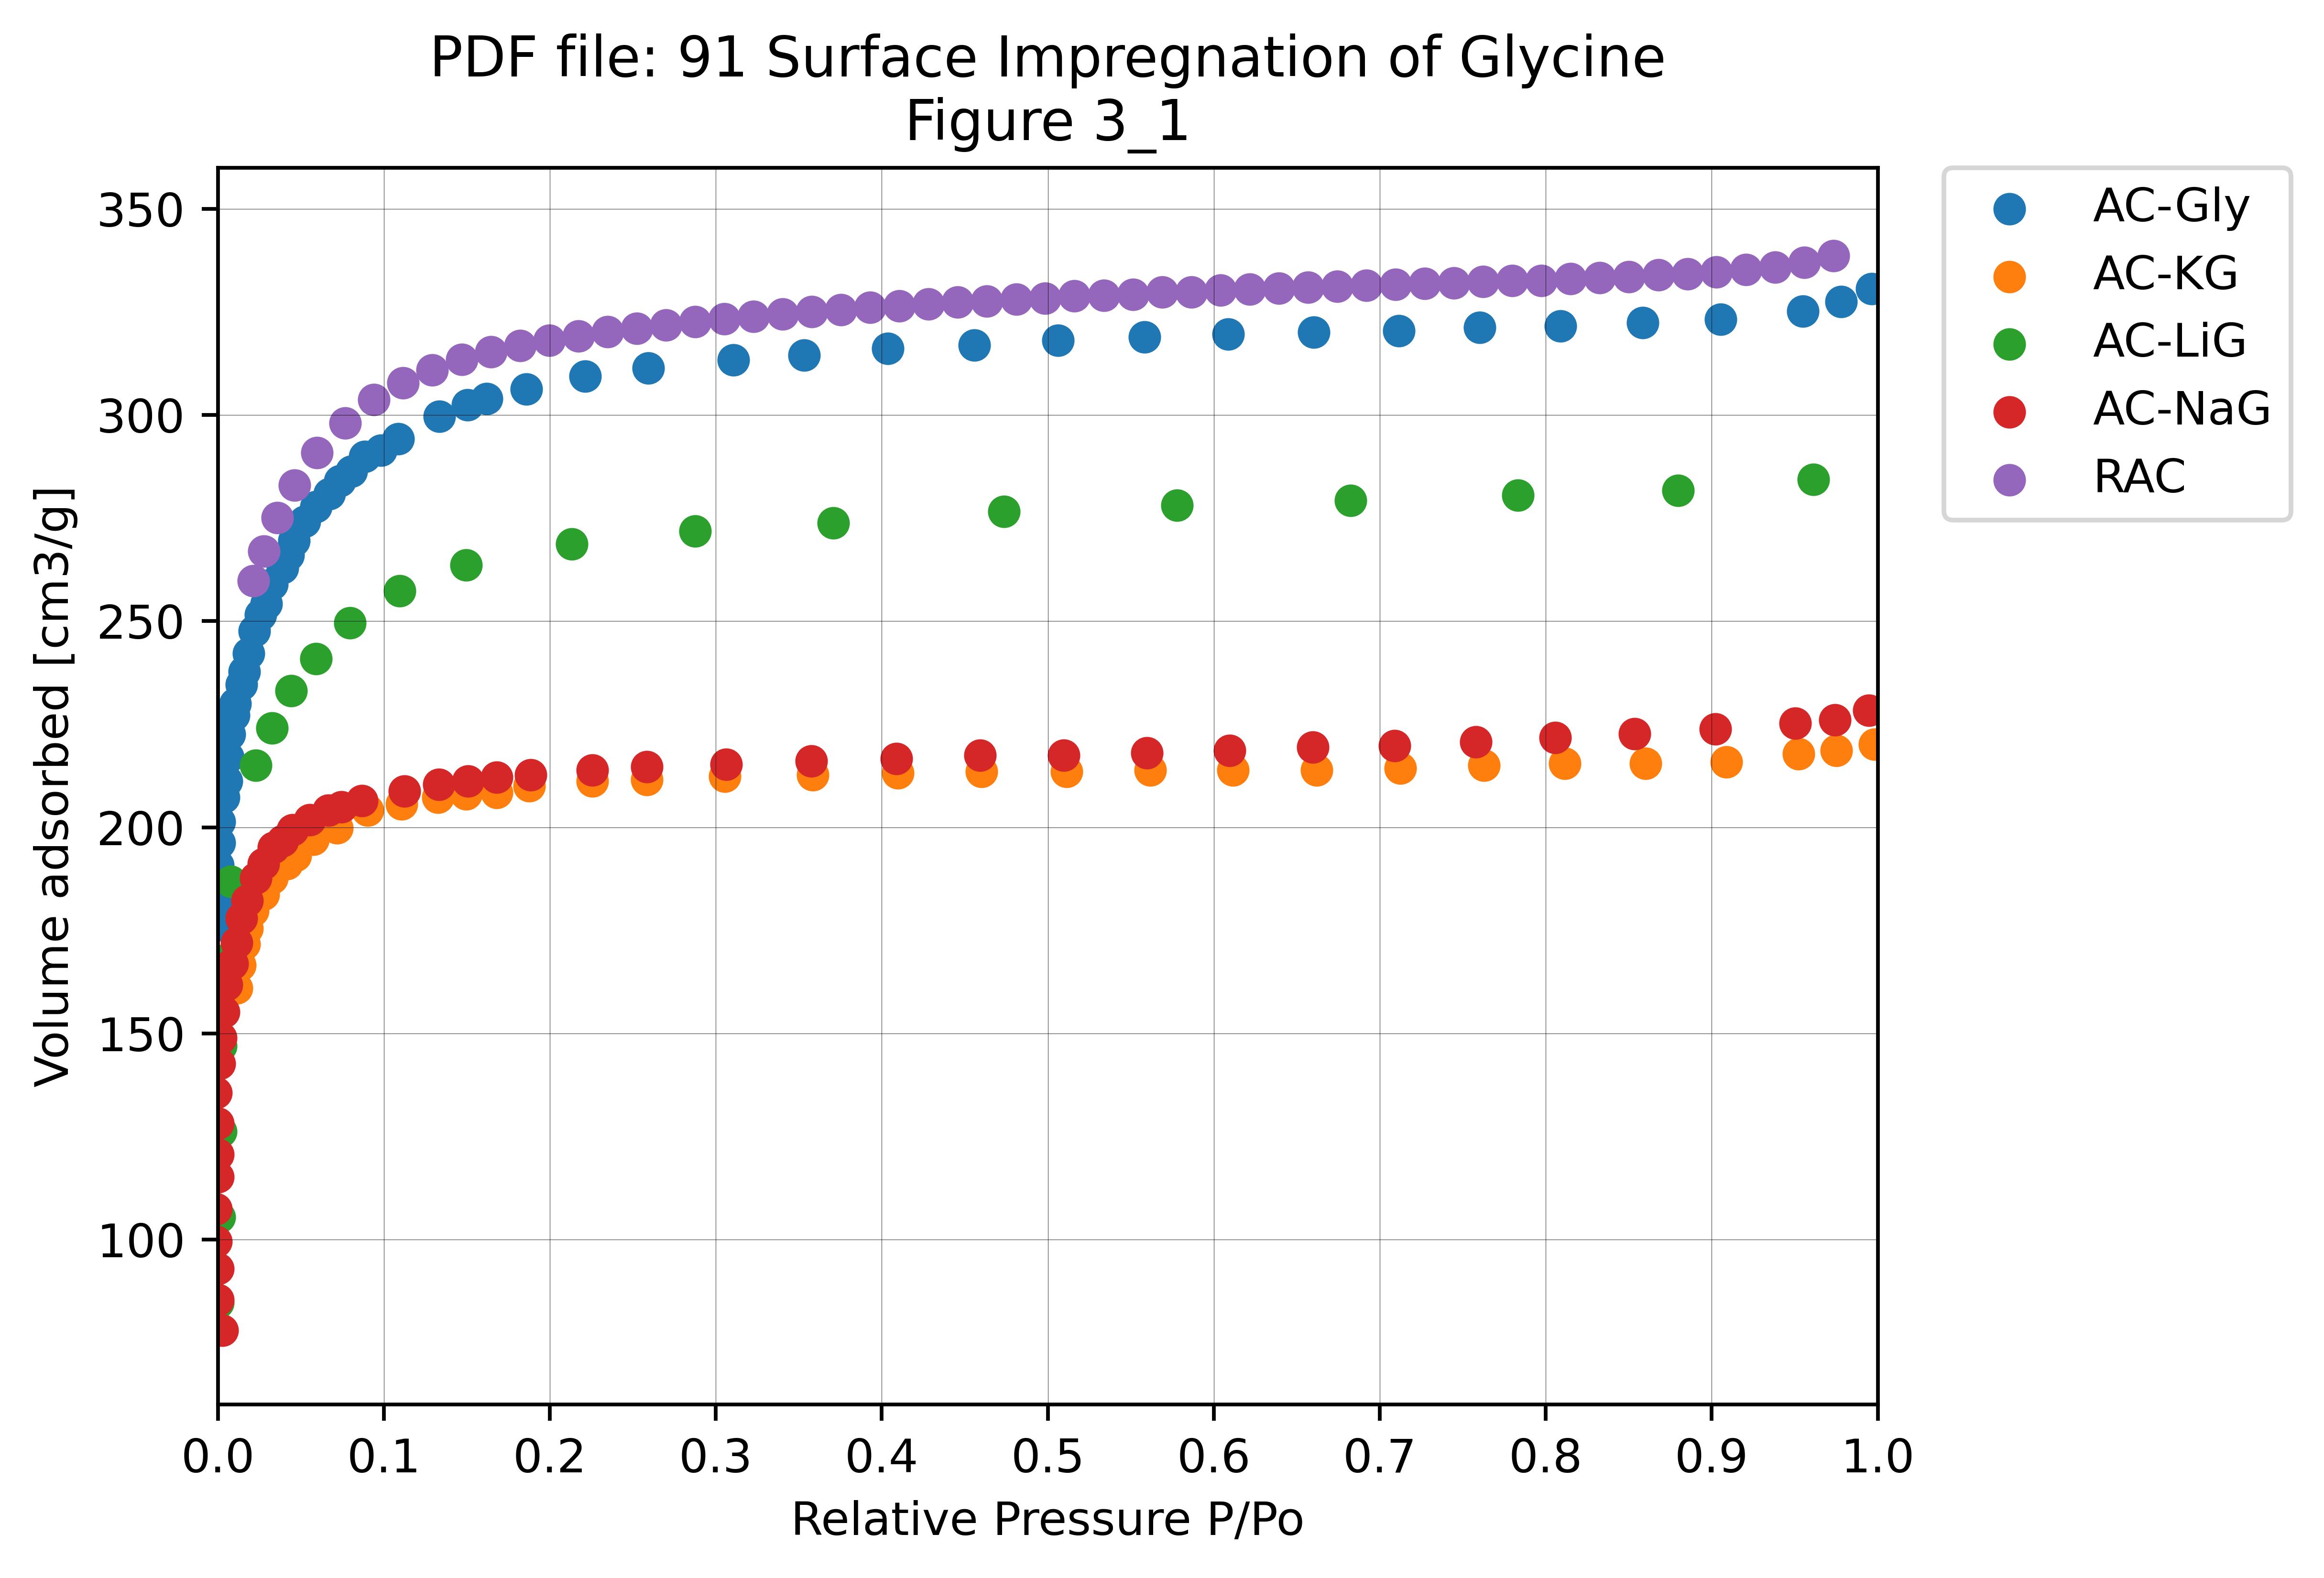 PDF file: 91 Surface Impregnation of Glycine
Figure 3_1
Volume adsorbed [cm3/g]
350
300
250
200
150
100
0.0 0.1 0.2 0.3 0.4 0.5 0.6 0.7 0.8 0.9 1.0
Relative Pressure P/Po
AC-Gly
AC-KG
AC-LiG
AC-NaG
RAC